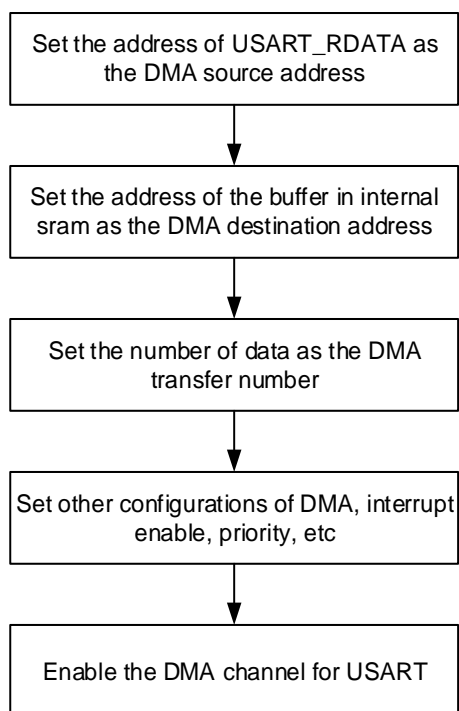 Set the address of USART_RDATA as
the DMA source address
Set the address of the buffer in internal
sram as the DMA destination address
Set the number of data as the DMA
transfer number
Set other configurations of DMA, interrupt
enable, priority, etc
Enable the DMA channel for USART